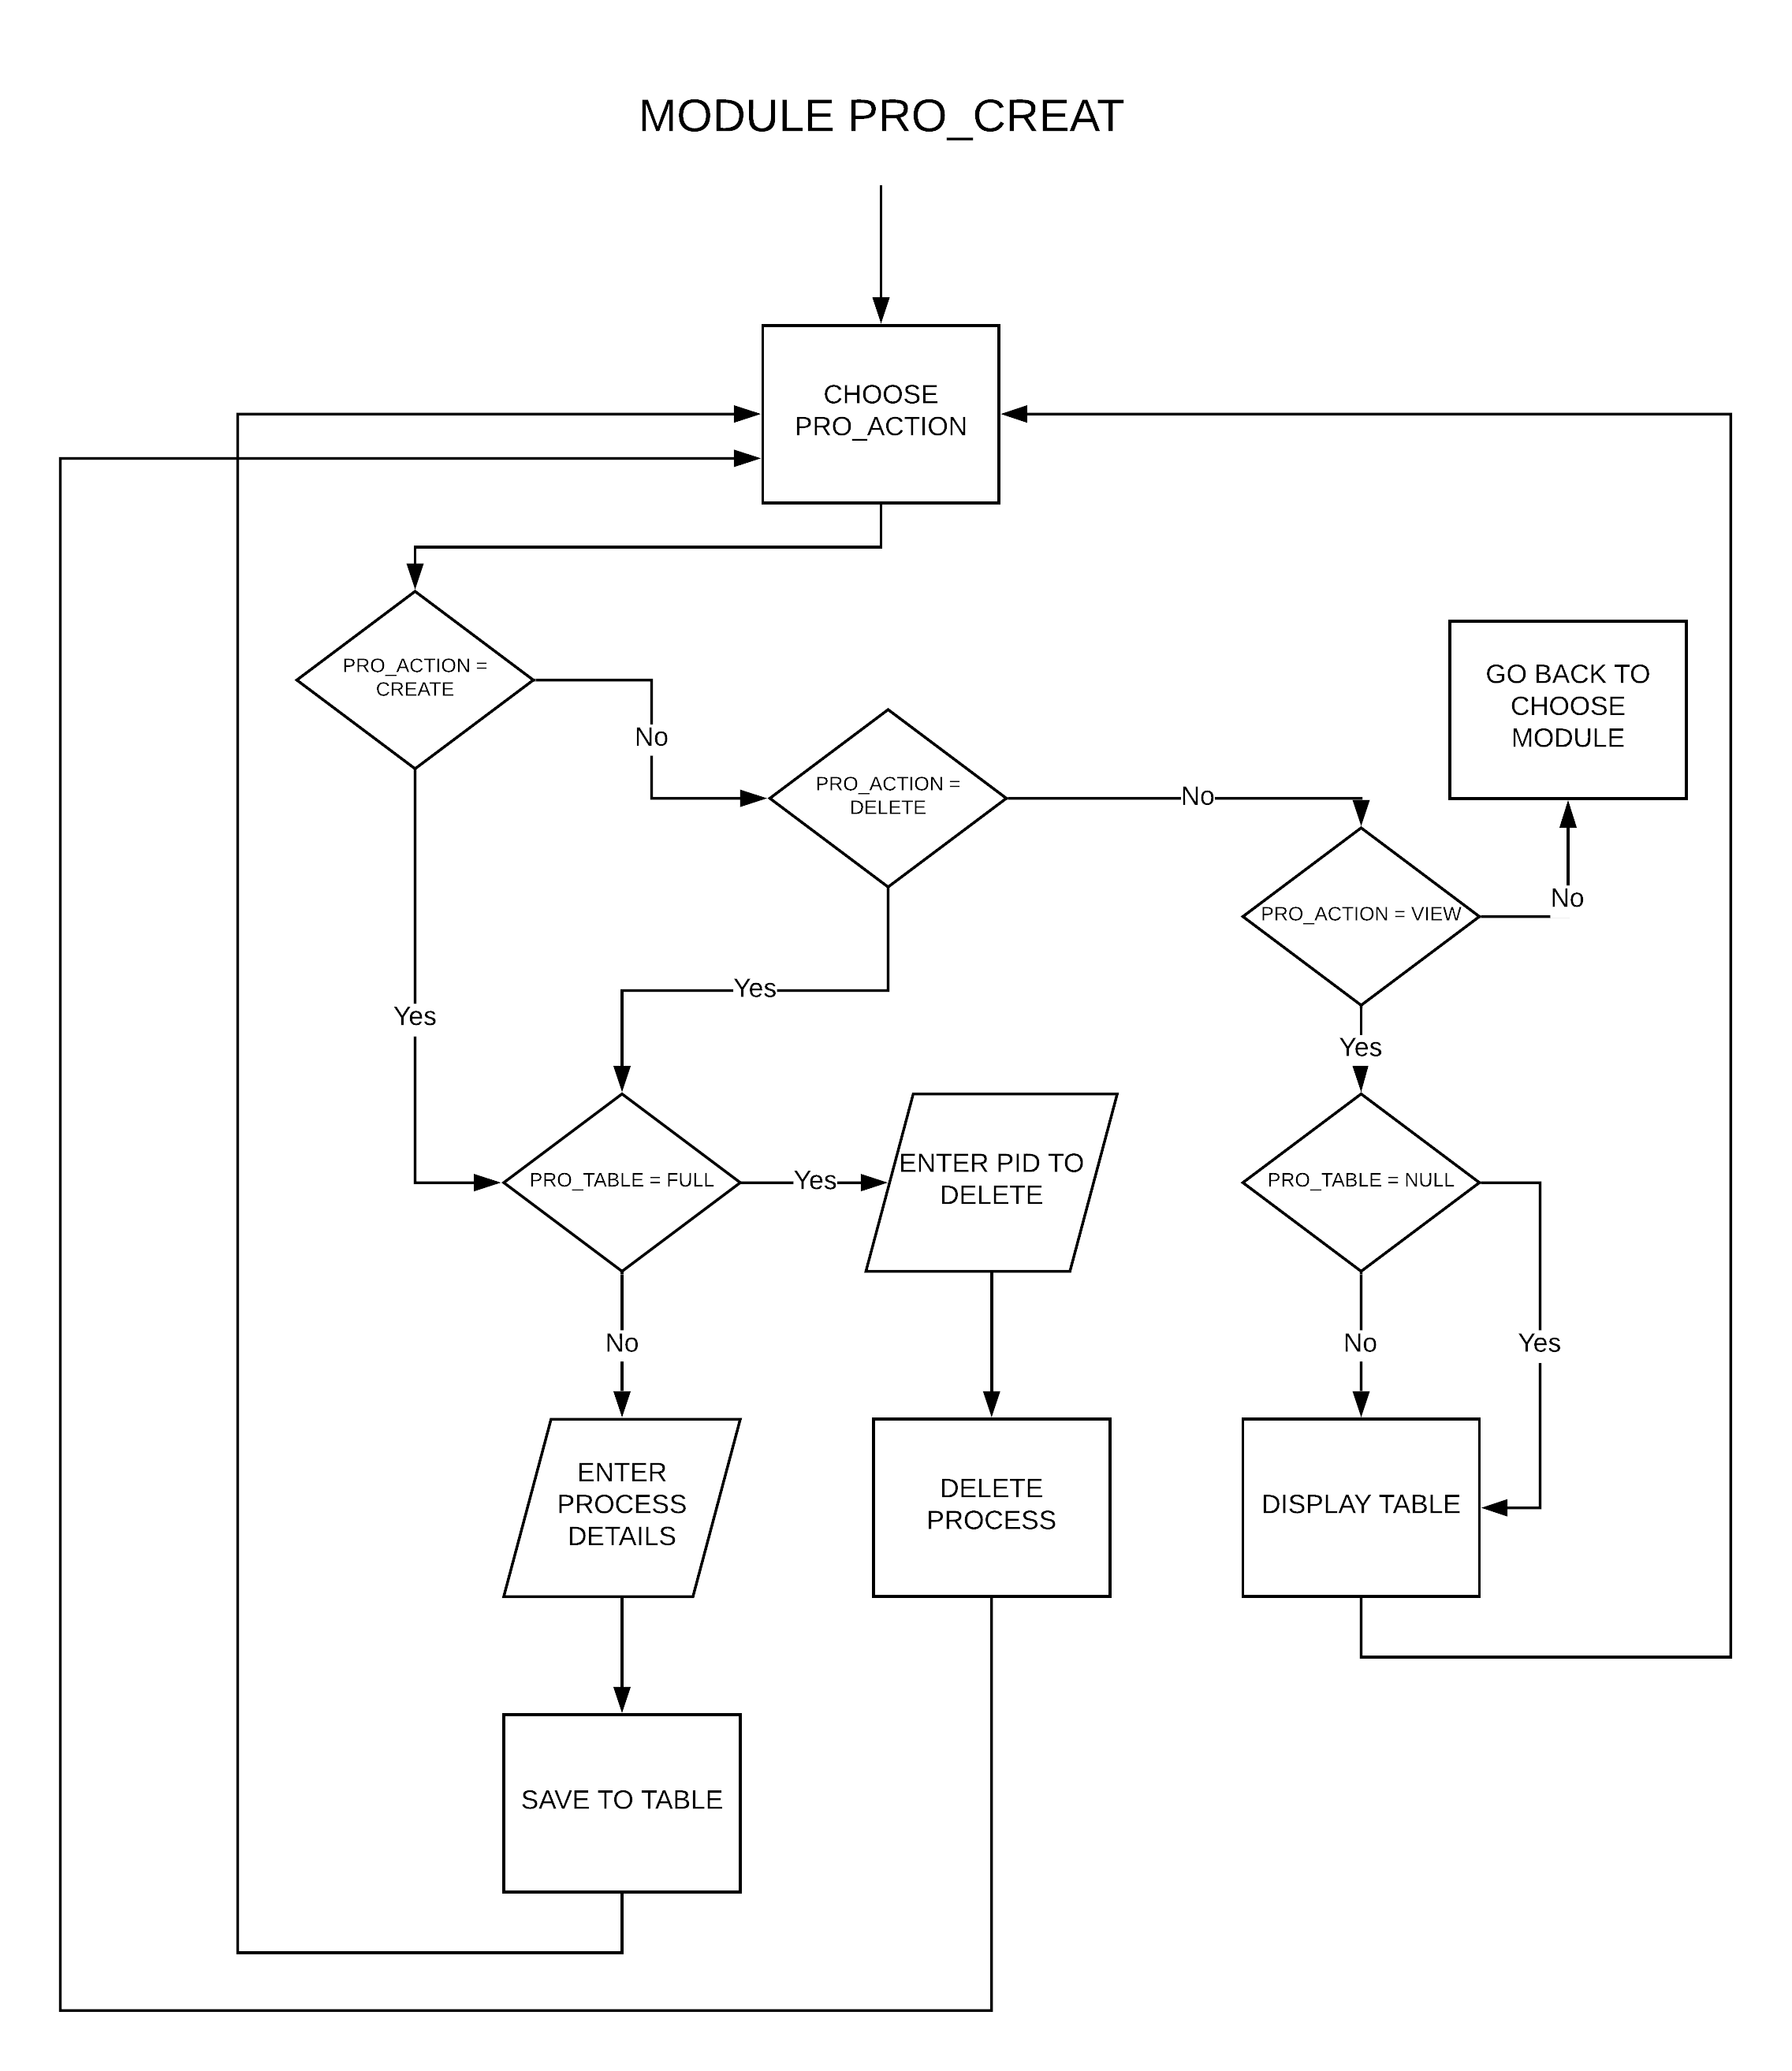 MODULE PRO_CREAT
CHOOSE
PRO_ACTION
PRO_ACTION =
CREATE
No
PRO_ACTION =
DELETE
No
GO BACK TO
CHOOSE
MODULE
No
PRO_ACTION = VIEW
Yes
Yes
Yes
PRO_TABLE = FULL
Yes
ENTER PID TO
DELETE
PRO_TABLE = NULL
No
No
Yes
ENTER
PROCESS
DETAILS
DELETE
PROCESS
DISPLAY TABLE
SAVE TO TABLE